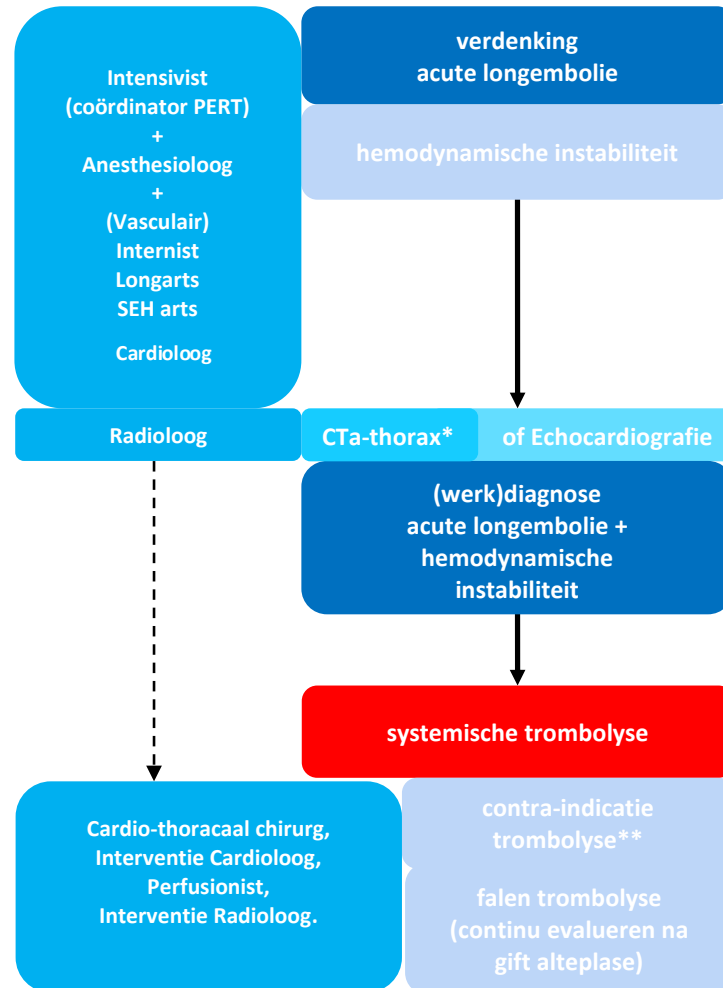 Intensivist
(coördinator PERT)
+
Anesthesioloog
+
(Vasculair)
Internist
Longarts
SEH arts
Cardioloog
verdenking
acute longembolie
hemodynamische instabiliteit
Radioloog
CTa-thorax*
of Echocardiografie
(werk)diagnose
acute longembolie +
hemodynamische
instabiliteit
systemische trombolyse
Cardio-thoracaal chirurg,
Interventie Cardioloog,
Perfusionist,
Interventie Radioloog.
contra-indicatie
trombolyse**
falen trombolyse
(continu evalueren na
gift alteplase)